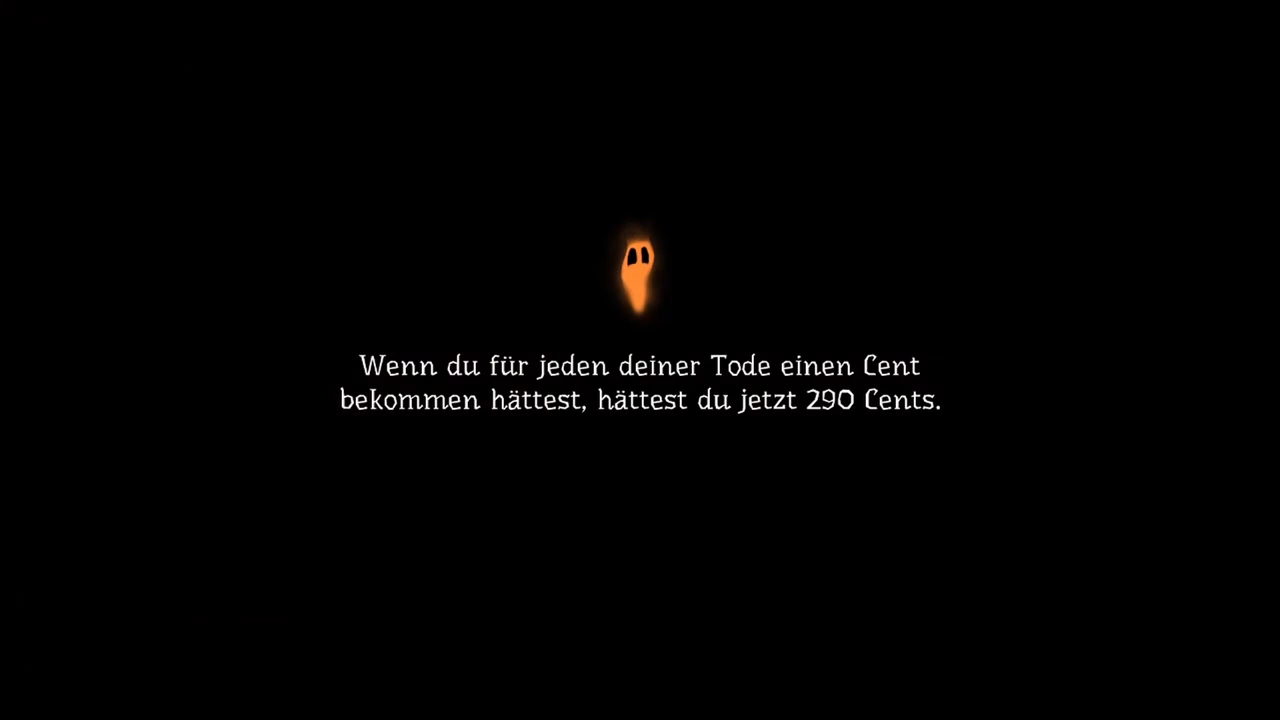 Wenn du für jeden deiner Tode einen Cent
bekommen hättest, hättest du jetzt 290 Cents.